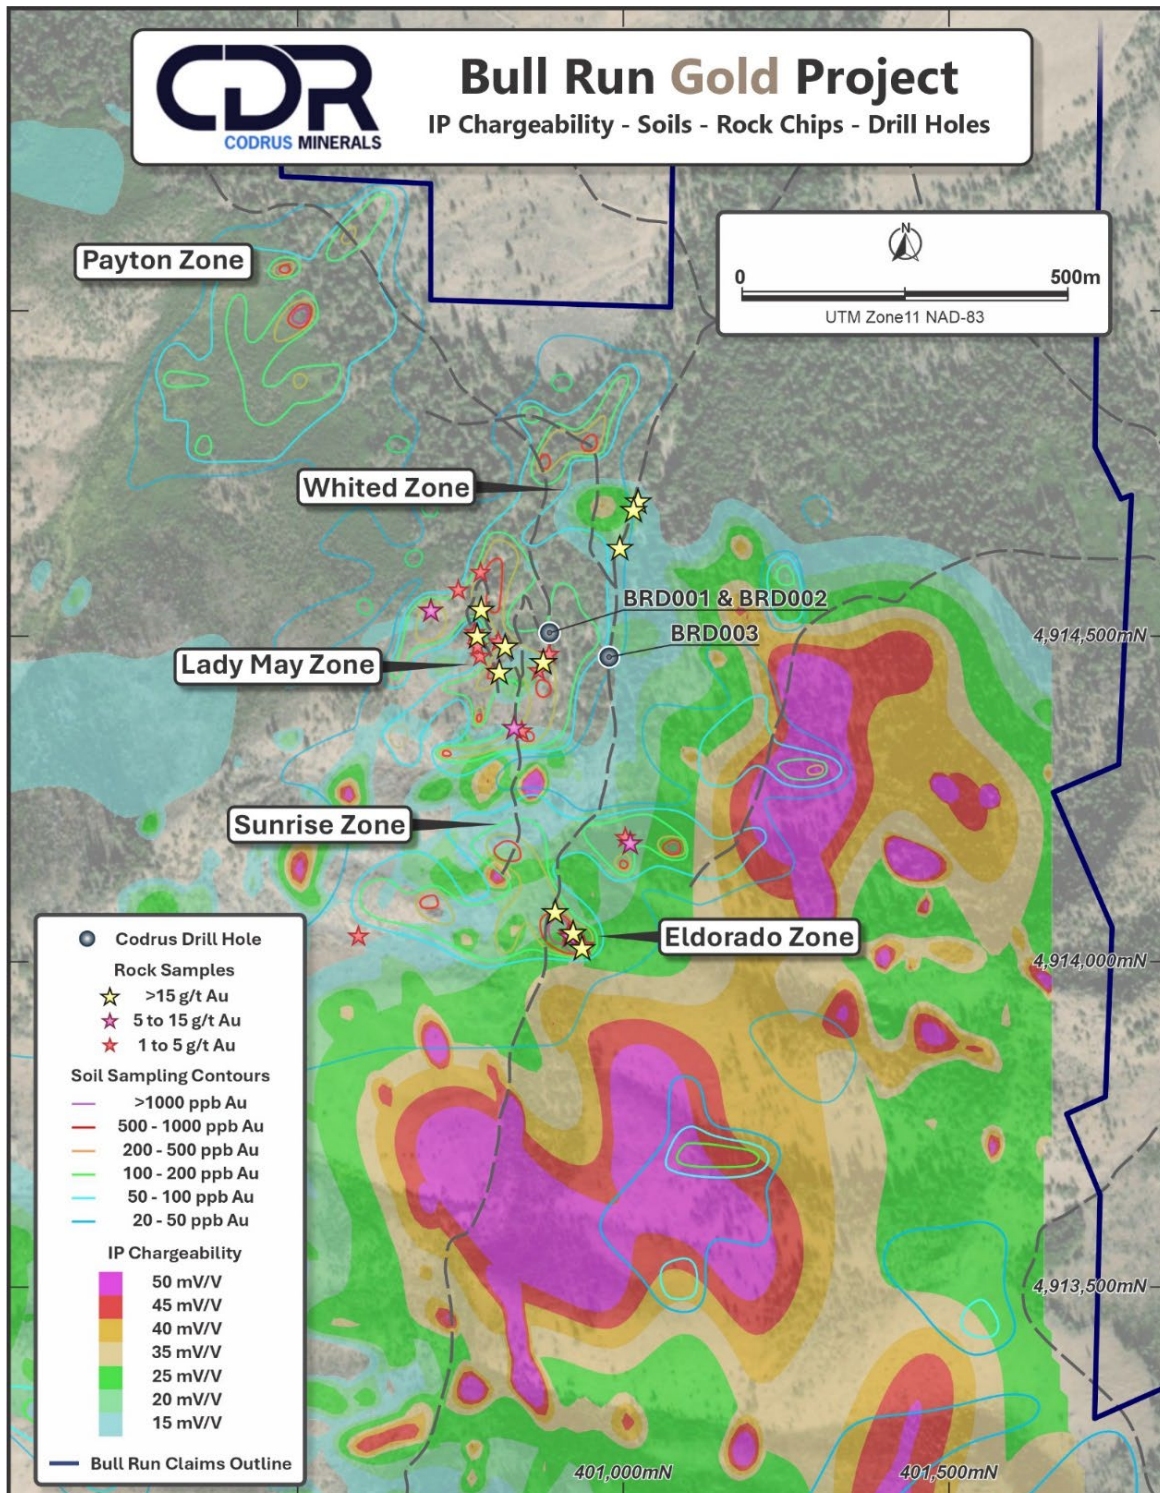 CDR
CODRUS MINERALS
Bull Run Gold Project
IP Chargeability - Soils - Rock Chips - Drill Holes
N
0 500m
UTM Zone11 NAD-83
Payton Zone
Whited Zone
BRD001 & BRD002
BRD003
4,914,500mN
Lady May Zone
Sunrise Zone
Eldorado Zone
4,914,000mN
Codrus Drill Hole
Rock Samples
>15 g/t Au
5 to 15 g/t Au
1 to 5 g/t Au
Soil Sampling Contours
>1000 ppb Au
500 - 1000 ppb Au
200 - 500 ppb Au
100 - 200 ppb Au
50 - 100 ppb Au
20 - 50 ppb Au
IP Chargeability
50 mV/V
45 mV/V
40 mV/V
35 mV/V
25 mV/V
20 mV/V
15 mV/V
Bull Run Claims Outline
4,913,500mN
401,000mN
401,500mN